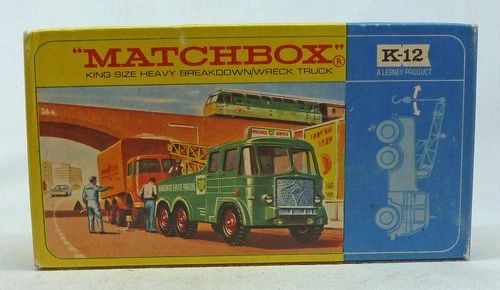 "MATCHBOX"®
KING SIZE HEAVY BREAKDOWN/WRECK TRUCK
K-12
A LESNEY PRODUCT